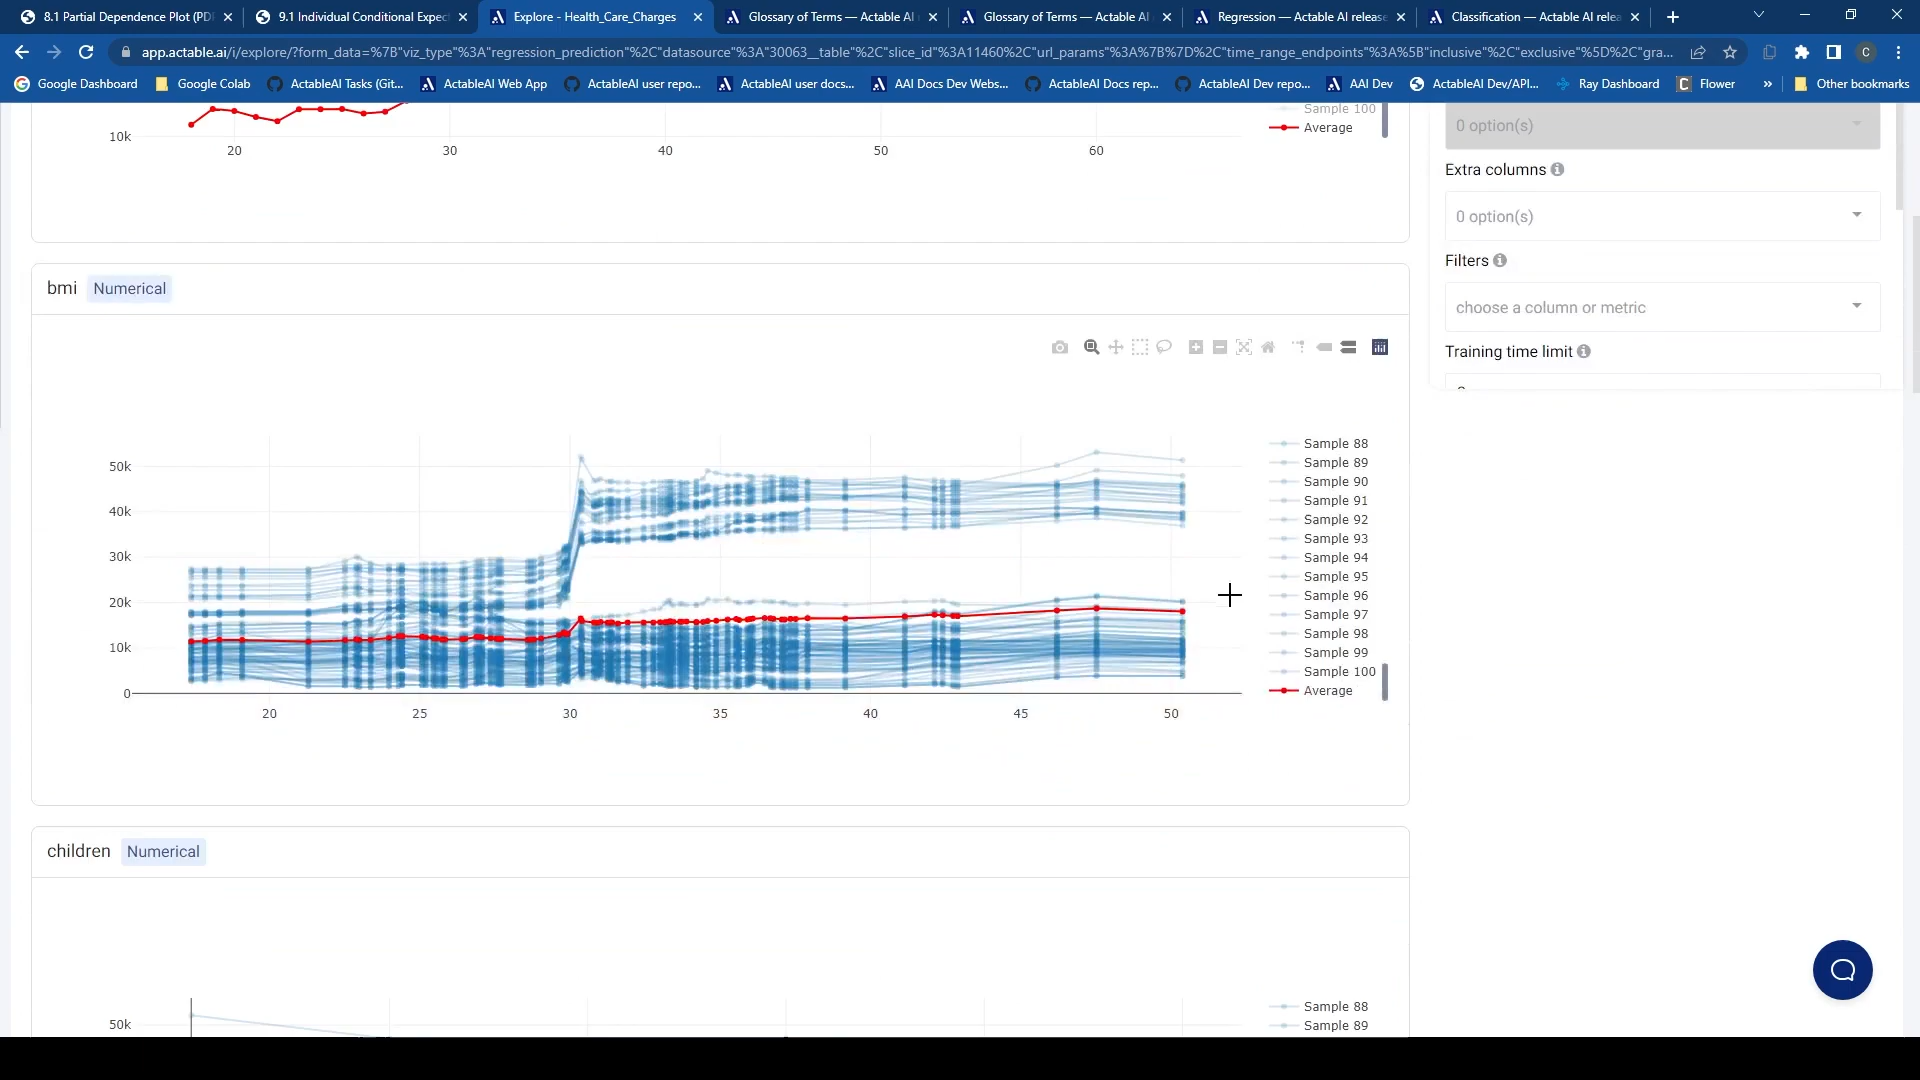 8.1 Partial Dependence Plot (PDP
9.1 Individual Conditional Expec
Explore - Health_Care_Charges
Glossary of Terms — Actable AI
Glossary of Terms — Actable AI
Regression — Actable AI release
Classification — Actable AI relea
app.actable.ai/i/explore/?form_data=%7B"viz_type"%3A"regression_prediction"%2C"datasource"%3A"30063__table"%2C"slice_id"%3A11460%2C"url_params"%3A%7B%7D%2C"time_range_endpoints"%3A%5B"inclusive"%2C"exclusive"%5D%2C"gra...
C
Google Dashboard
Google Colab
ActableAI Tasks (Git...
ActableAI Web App
ActableAI user repo...
ActableAI user docs...
AAI Docs Dev Webs...
ActableAI Docs rep...
ActableAI Dev repo...
AAI Dev
ActableAI Dev/API...
Ray Dashboard
Flower
»
Other bookmarks
10k
20
30
40
50
60
Sample 100
Average
0 option(s)
Extra columns
0 option(s)
Filters
choose a column or metric
Training time limit
bmi Numerical
50k
40k
30k
20k
10k
0
20
25
30
35
40
45
50
Sample 88
Sample 89
Sample 90
Sample 91
Sample 92
Sample 93
Sample 94
Sample 95
Sample 96
Sample 97
Sample 98
Sample 99
Sample 100
Average
children Numerical
50k
Sample 88
Sample 89